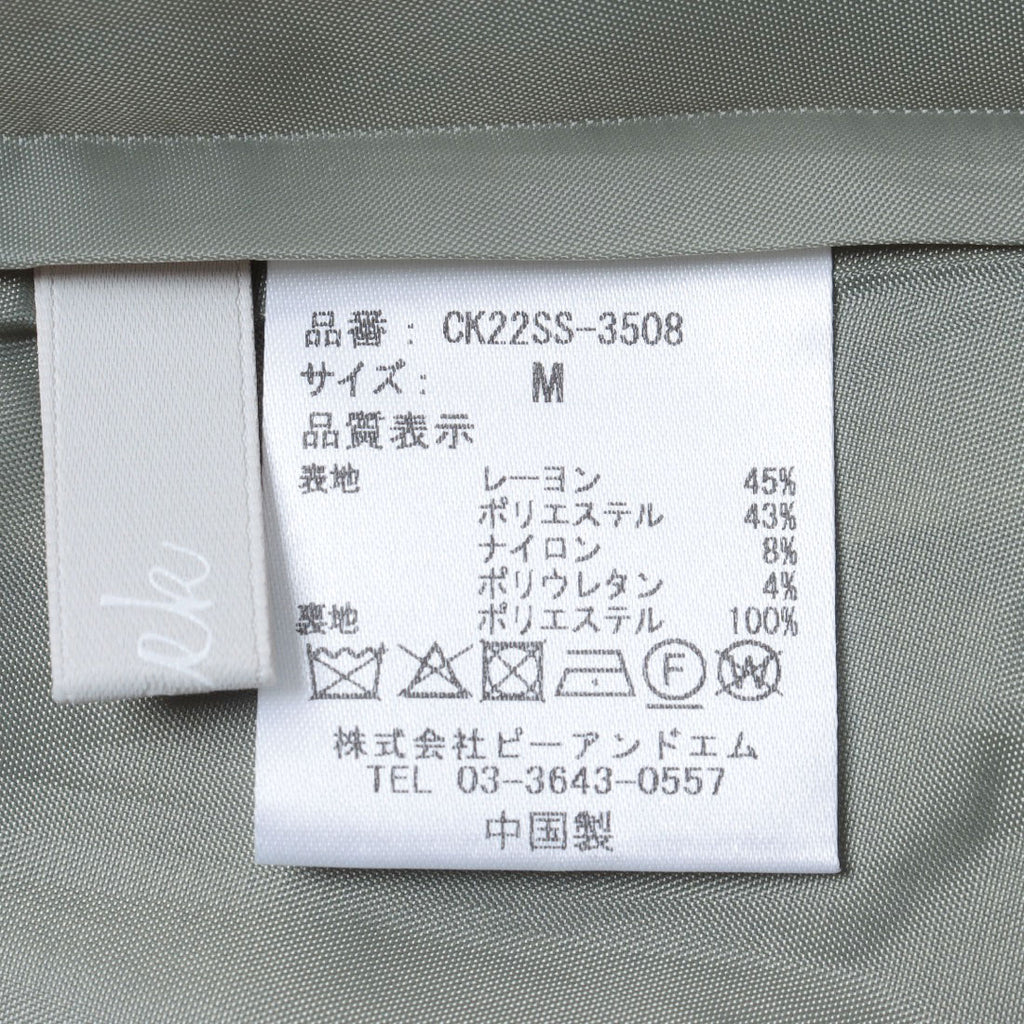 品番: CK22SS-3508
サイズ: M
品質表示
表地 レーヨン 45%
ポリエステル 43%
ナイロン 8%
ポリウレタン 4%
裏地 ポリエステル 100%
F W
株式会社ピーアンドエム
TEL 03-3643-0557
中国製